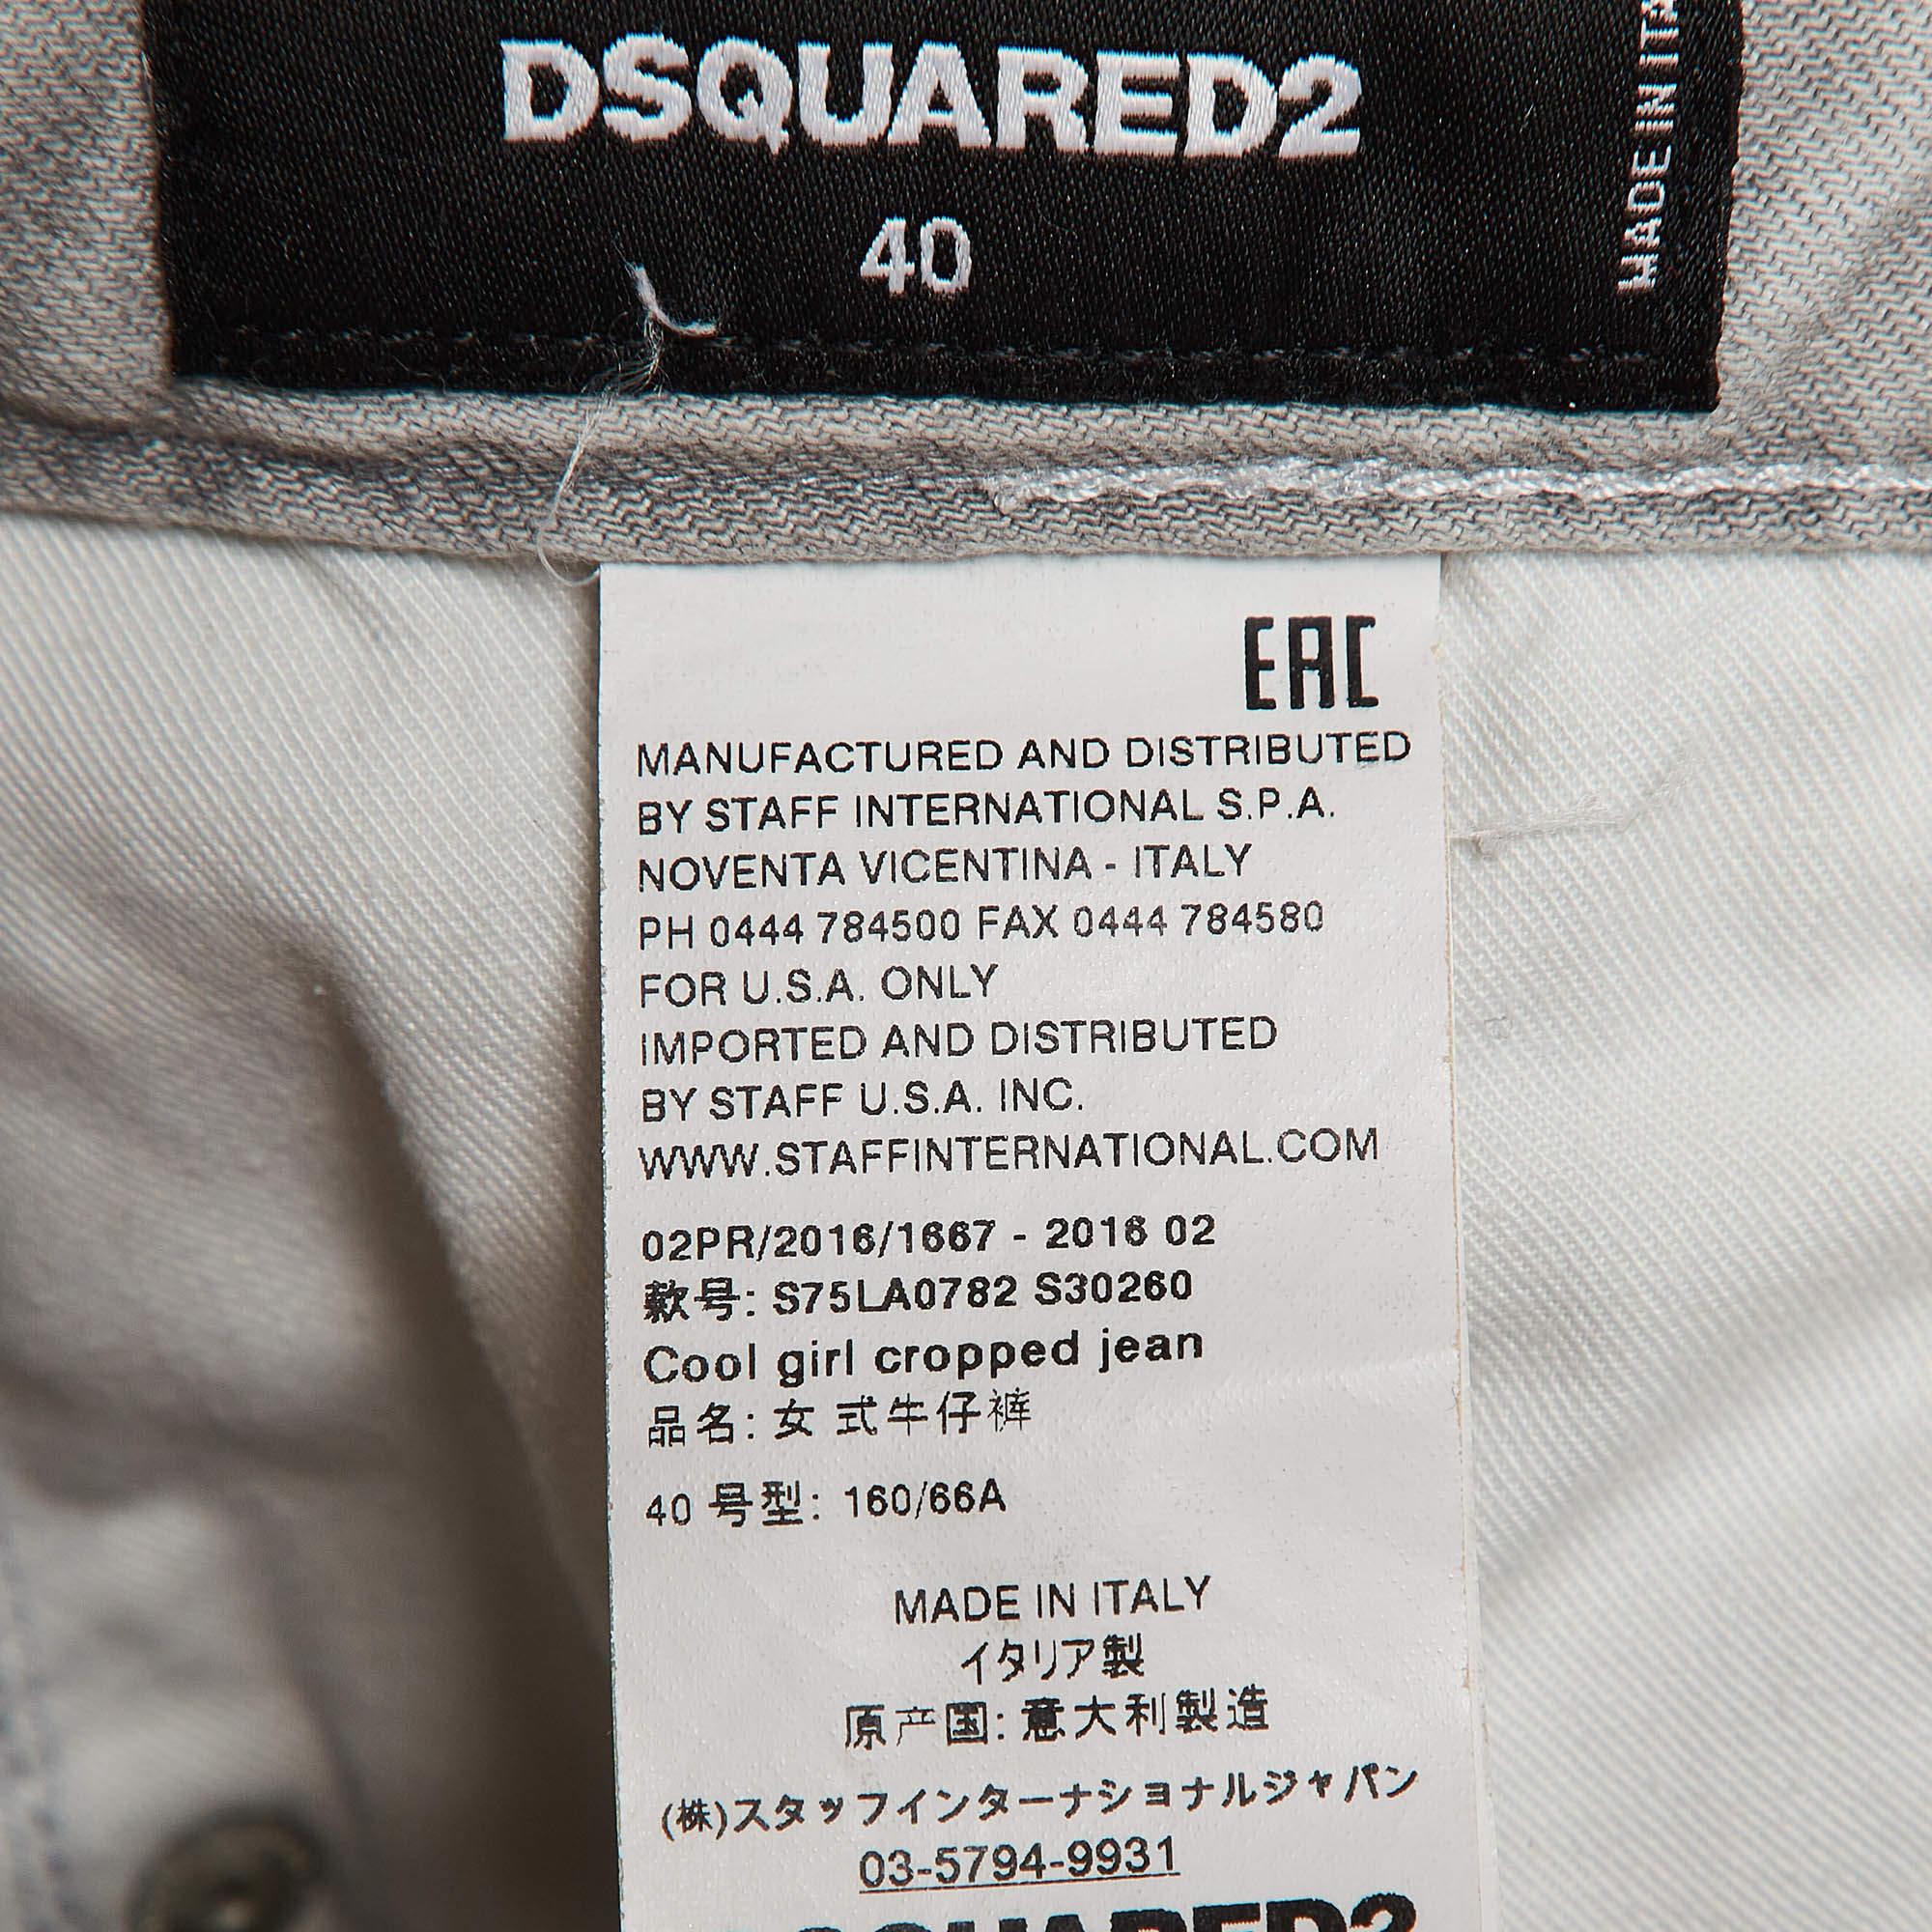 DSQUARED2
40
MADE IN
EAC
MANUFACTURED AND DISTRIBUTED
BY STAFF INTERNATIONAL S.P.A.
NOVENTA VICENTINA - ITALY
PH 0444 784500 FAX 0444 784580
FOR U.S.A. ONLY
IMPORTED AND DISTRIBUTED
BY STAFF U.S.A. INC.
WWW.STAFFINTERNATIONAL.COM
02PR/2016/1667 - 2016 02
款号: S75LA0782 S30260
Cool girl cropped jean
品名: 女 式牛仔裤
40 号型: 160/66A
MADE IN ITALY
イタリア製
原产国: 意大利製造
(株)スタッフインターナショナルジャパン
03-5794-9931
DSQUARED2